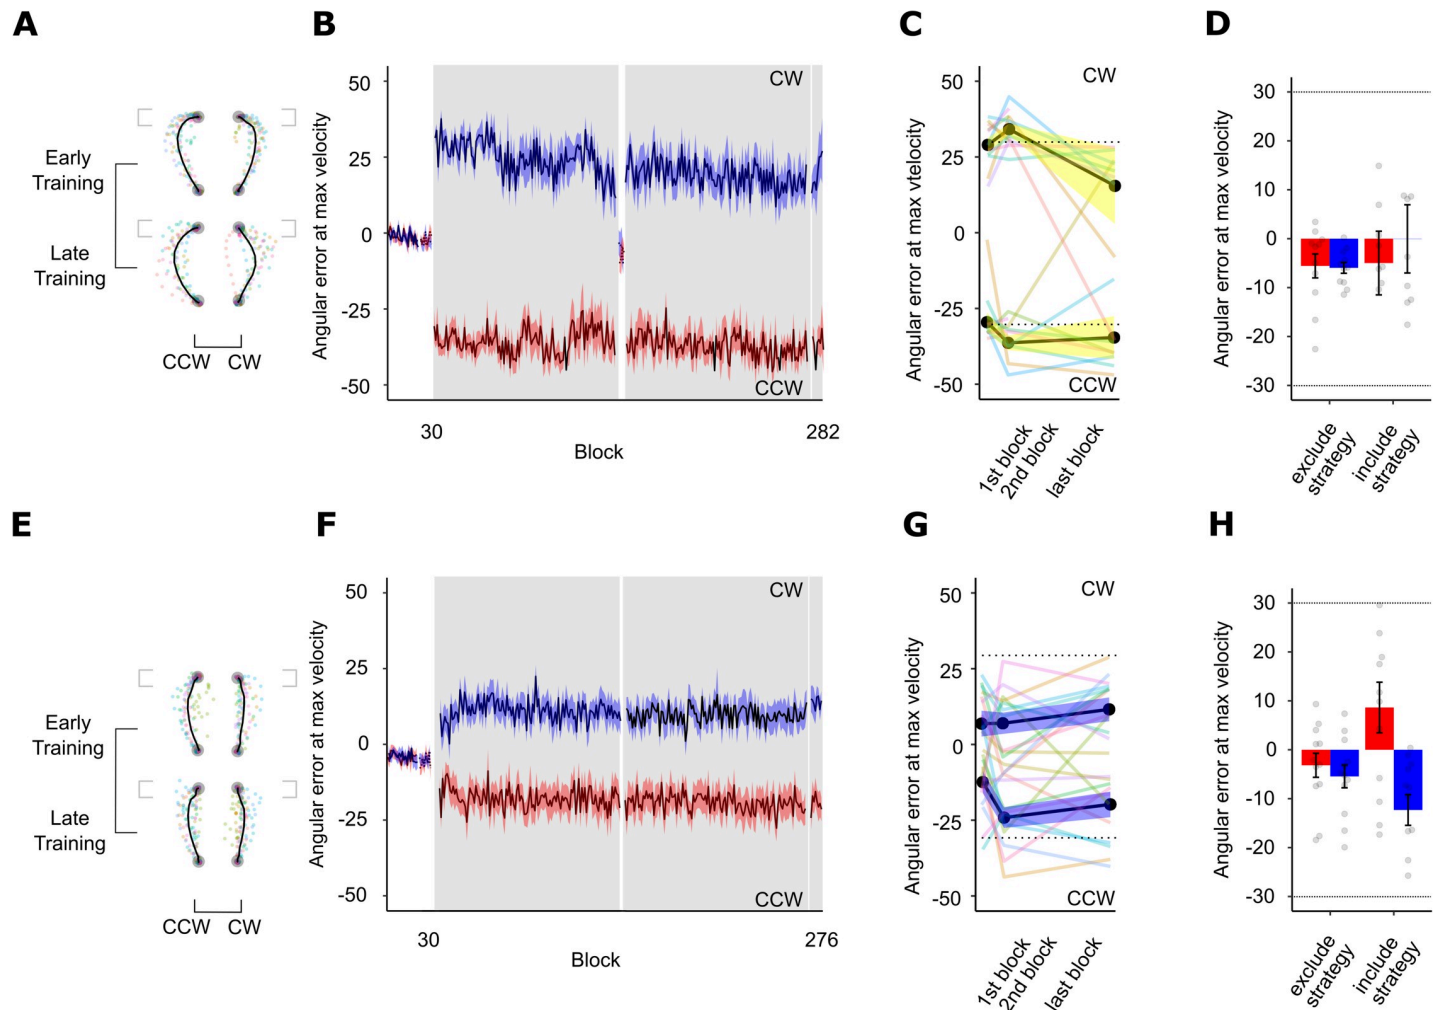 A
Early
Training
Late
Training
CCW CW
B
Angular error at max velocity
50
25
0
-25
-50
CW
CCW
30
282
Block
C
Angular error at max vtelocity
50
25
0
-25
-50
CW
CCW
1st block
2nd block
last block
D
Angular error at max velocity
30
20
10
0
-10
-20
-30
exclude
strategy
include
strategy
E
Early
Training
Late
Training
CCW CW
F
Angular error at max velocity
50
25
0
-25
-50
CW
CCW
30
276
Block
G
Angular error at max velocity
50
25
0
-25
-50
CW
CCW
1st block
2nd block
last block
H
Angular error at max velocity
30
20
10
0
-10
-20
-30
exclude
strategy
include
strategy